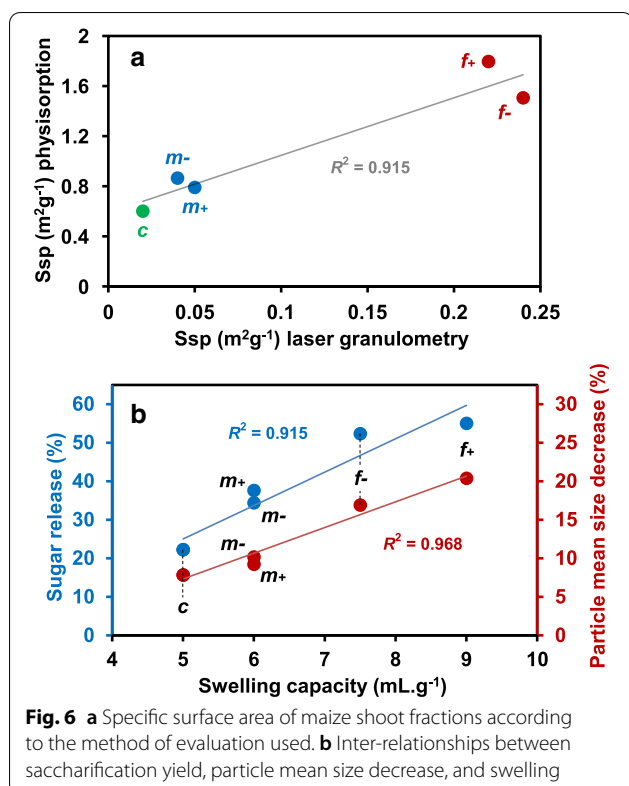 a
Ssp (m²g⁻¹) physisorption
2
1.6
1.2
0.8
0.4
0
f+
f-
m-
m+
c
R² = 0.915
0
0.05
0.1
0.15
0.2
0.25
Ssp (m²g⁻¹) laser granulometry
b
Sugar release (%)
60
50
40
30
20
10
0
Particle mean size decrease (%)
30
25
20
15
10
5
0
R² = 0.915
f+
f-
m+
m-
m-
m+
R² = 0.968
c
4
5
6
7
8
9
10
Swelling capacity (mL.g⁻¹)
Fig. 6 a Specific surface area of maize shoot fractions according
to the method of evaluation used. b Inter-relationships between
saccharification yield, particle mean size decrease, and swelling